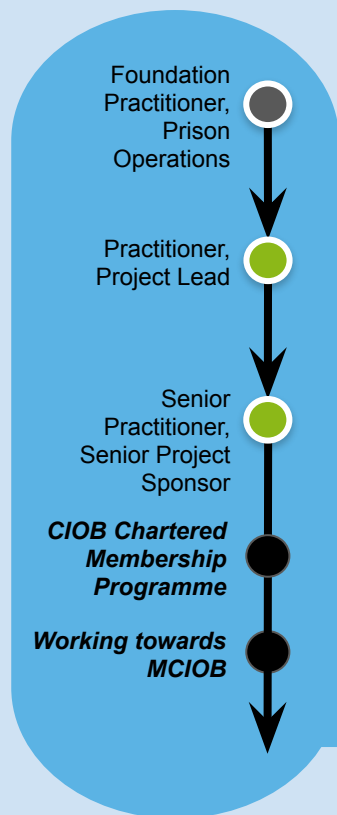 Foundation
Practitioner,
Prison
Operations
Practitioner,
Project Lead
Senior
Practitioner,
Senior Project
Sponsor
CIOB Chartered
Membership
Programme
Working towards
MCIOB